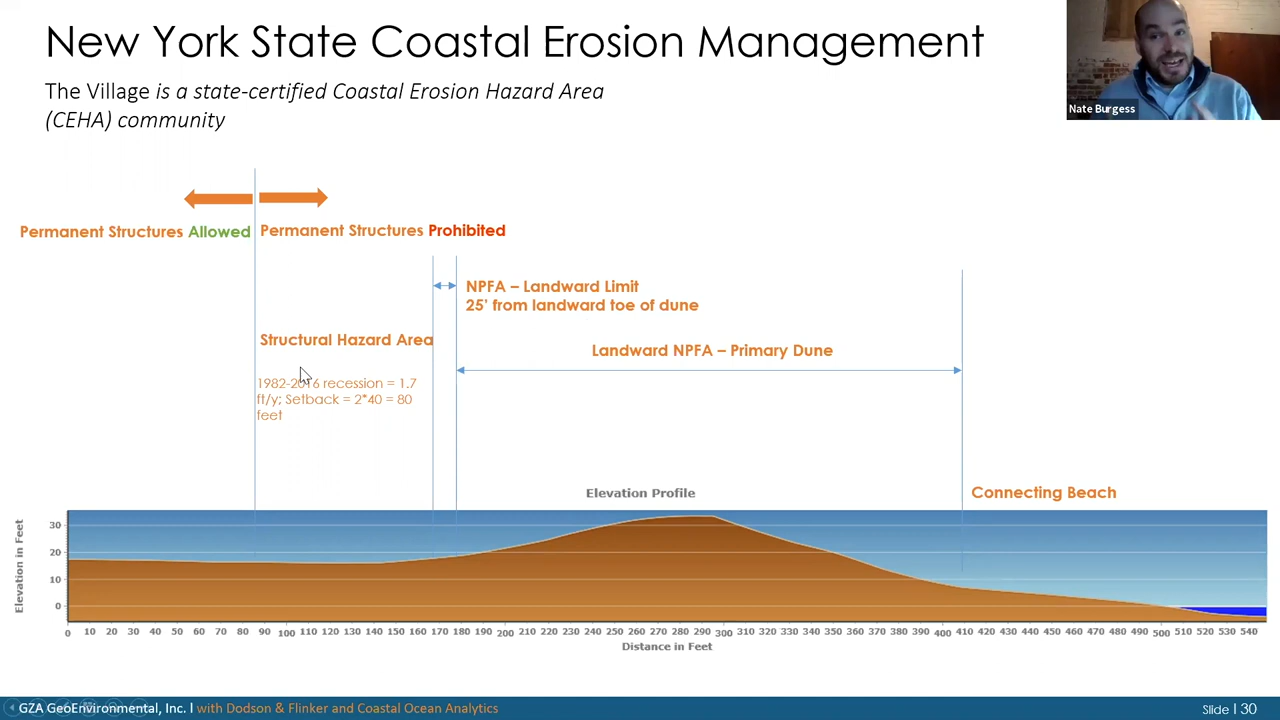 New York State Coastal Erosion Management
The Village is a state-certified Coastal Erosion Hazard Area
(CEHA) community
Nate Burgess
Permanent Structures Allowed
Permanent Structures Prohibited
NPFA – Landward Limit
25' from landward toe of dune
Structural Hazard Area
Landward NPFA – Primary Dune
1982-2016 recession = 1.7
ft/y; Setback = 2*40 = 80
feet
Connecting Beach
Elevation Profile
Elevation in Feet
30
20
10
0
0 10 20 30 40 50 60 70 80 90 100 110 120 130 140 150 160 170 180 190 200 210 220 230 240 250 260 270 280 290 300 310 320 330 340 350 360 370 380 390 400 410 420 430 440 450 460 470 480 490 500 510 520 530 540
Distance in Feet
GZA GeoEnvironmental, Inc. | with Dodson & Flinker and Coastal Ocean Analytics
Slide | 30